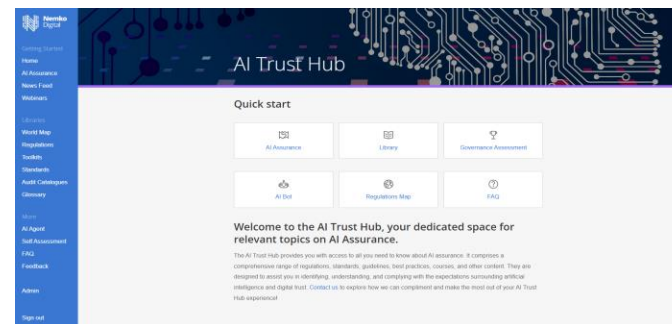 Nemko
Digital
Getting Started
Home
AI Assurance
News Feed
Webinars
Libraries
World Map
Regulations
Toolkits
Standards
Audit Catalogues
Glossary
More
AI Agent
Self Assessment
FAQ
Feedback
Admin
Sign out
AI Trust Hub
Quick start
AI Assurance
Library
Governance Assessment
AI Bot
Regulations Map
FAQ
Welcome to the AI Trust Hub, your dedicated space for
relevant topics on AI Assurance.
The AI Trust Hub provides you with access to all you need to know about AI assurance. It comprises a
comprehensive range of regulations, standards, guidelines, best practices, courses, and other content. They are
designed to assist you in identifying, understanding, and complying with the expectations surrounding artificial
intelligence and digital trust. Contact us to explore how we can compliment and make the most out of your AI Trust
Hub experience!